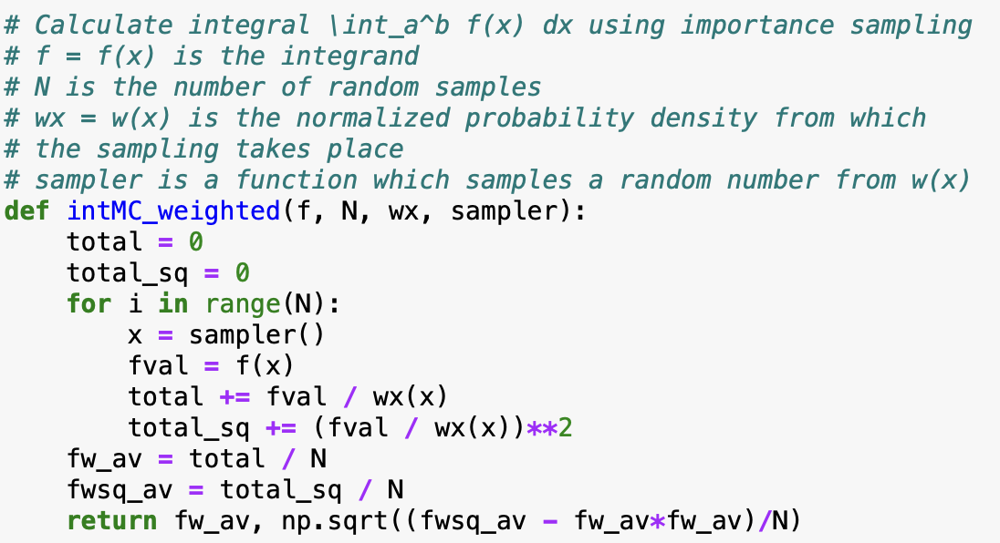 # Calculate integral \int_a^b f(x) dx using importance sampling
# f = f(x) is the integrand
# N is the number of random samples
# wx = w(x) is the normalized probability density from which
# the sampling takes place
# sampler is a function which samples a random number from w(x)
def intMC_weighted(f, N, wx, sampler):
    total = 0
    total_sq = 0
    for i in range(N):
        x = sampler()
        fval = f(x)
        total += fval / wx(x)
        total_sq += (fval / wx(x))**2
    fw_av = total / N
    fwsq_av = total_sq / N
    return fw_av, np.sqrt((fwsq_av - fw_av*fw_av)/N)